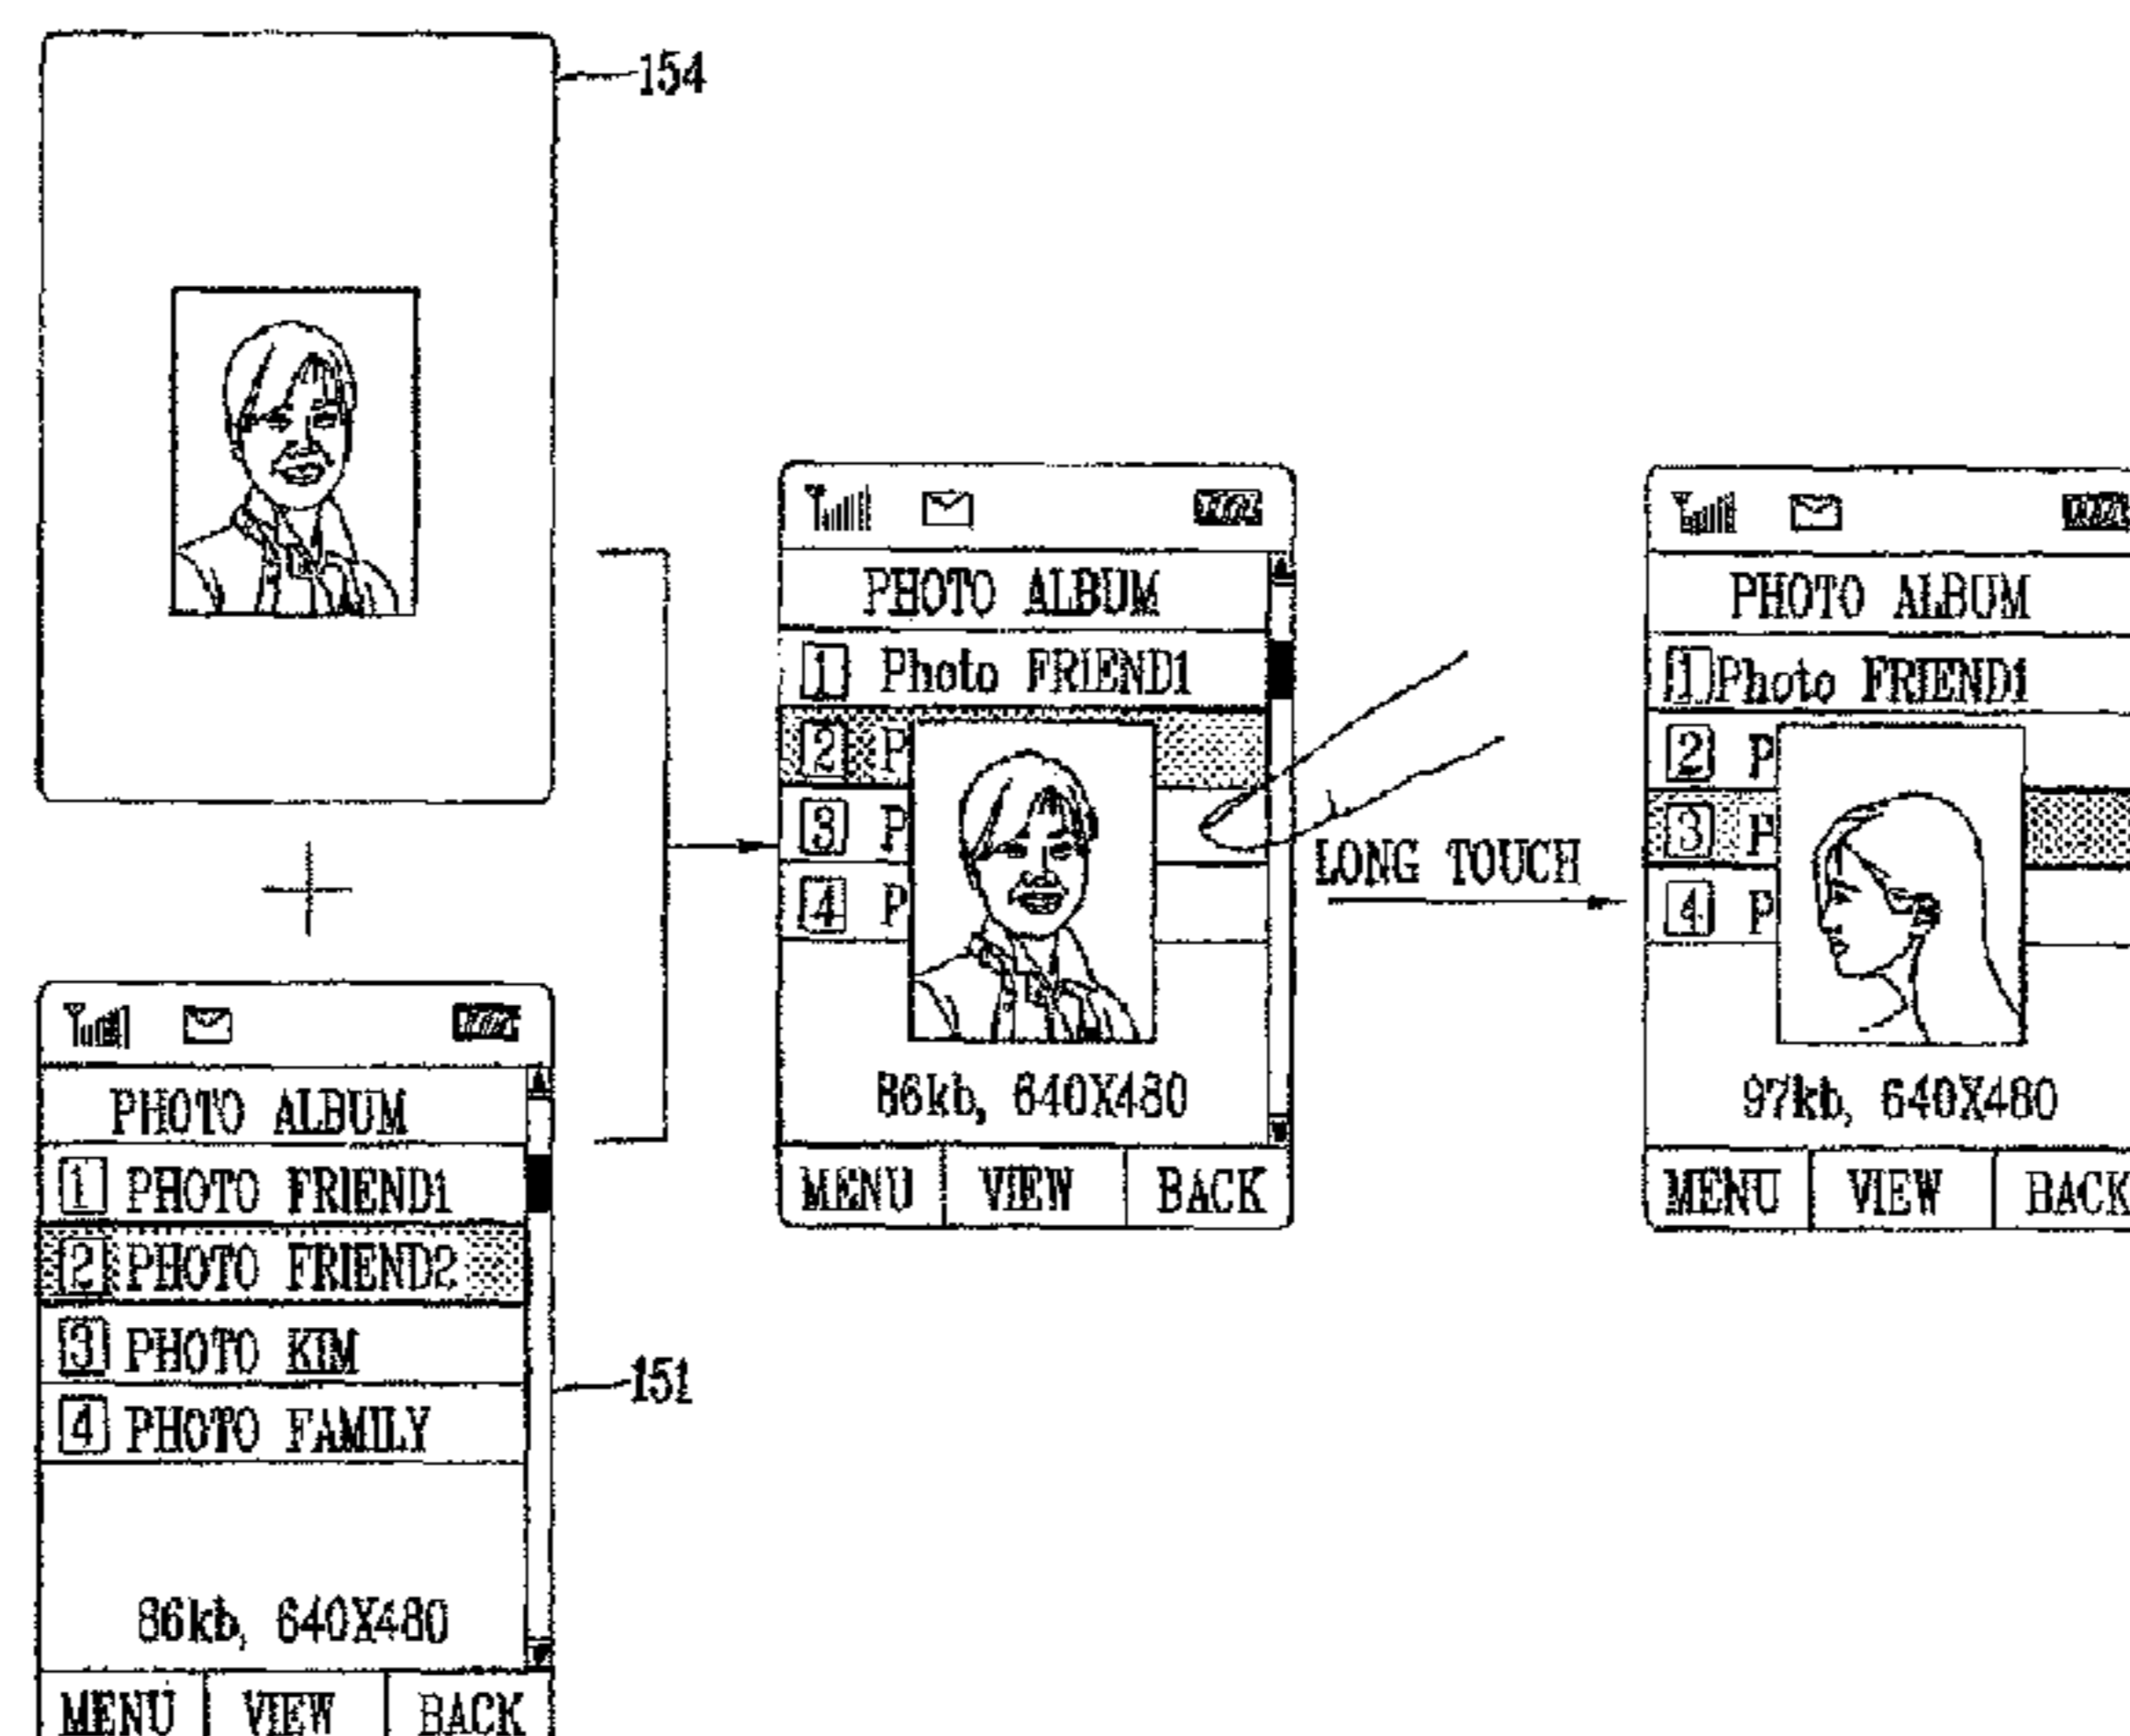 154
PHOTO ALBUM
1 PHOTO FRIEND1
2 PHOTO FRIEND2
3 PHOTO KIM
4 PHOTO FAMILY
151
86kb, 640X480
MENU VIEW BACK
PHOTO ALBUM
1 Photo FRIEND1
2 P
3 P
4 P
86kb, 640X480
MENU VIEW BACK
LONG TOUCH
PHOTO ALBUM
1 Photo FRIEND1
2 P
3 P
4 P
97kb, 640X480
MENU VIEW BACK